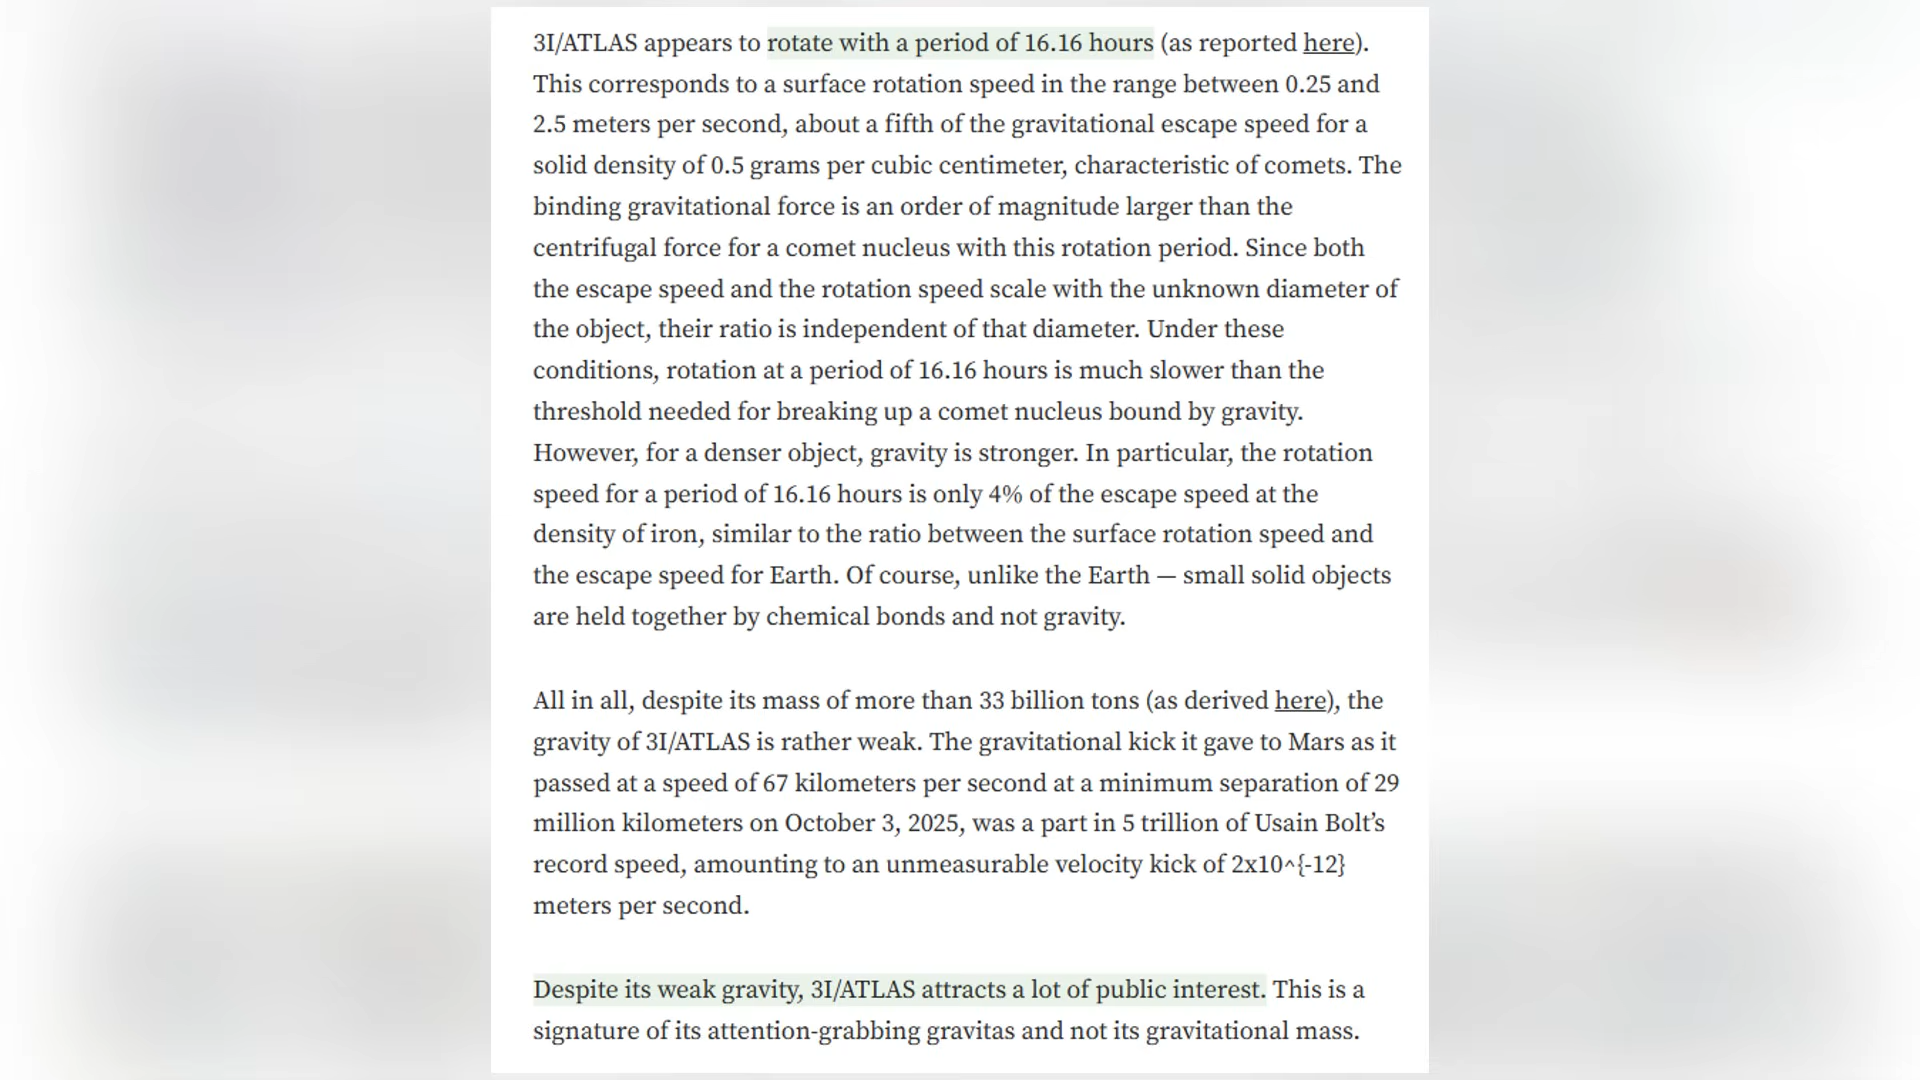 3I/ATLAS appears to rotate with a period of 16.16 hours (as reported here).
This corresponds to a surface rotation speed in the range between 0.25 and
2.5 meters per second, about a fifth of the gravitational escape speed for a
solid density of 0.5 grams per cubic centimeter, characteristic of comets. The
binding gravitational force is an order of magnitude larger than the
centrifugal force for a comet nucleus with this rotation period. Since both
the escape speed and the rotation speed scale with the unknown diameter of
the object, their ratio is independent of that diameter. Under these
conditions, rotation at a period of 16.16 hours is much slower than the
threshold needed for breaking up a comet nucleus bound by gravity.
However, for a denser object, gravity is stronger. In particular, the rotation
speed for a period of 16.16 hours is only 4% of the escape speed at the
density of iron, similar to the ratio between the surface rotation speed and
the escape speed for Earth. Of course, unlike the Earth — small solid objects
are held together by chemical bonds and not gravity.
All in all, despite its mass of more than 33 billion tons (as derived here), the
gravity of 3I/ATLAS is rather weak. The gravitational kick it gave to Mars as it
passed at a speed of 67 kilometers per second at a minimum separation of 29
million kilometers on October 3, 2025, was a part in 5 trillion of Usain Bolt’s
record speed, amounting to an unmeasurable velocity kick of 2x10^{-12}
meters per second.
Despite its weak gravity, 3I/ATLAS attracts a lot of public interest. This is a
signature of its attention-grabbing gravitas and not its gravitational mass.